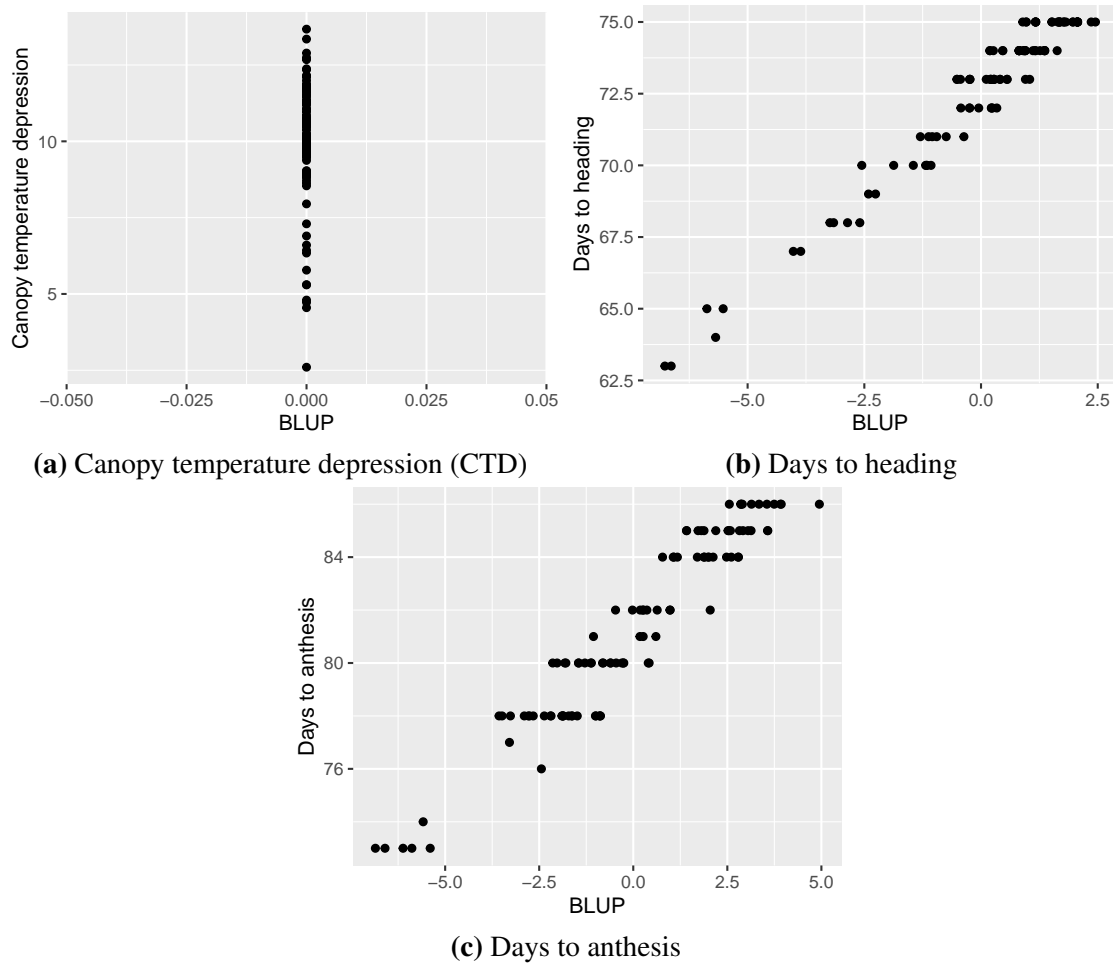 Canopy temperature depression
10
5
−0.050
−0.025
0.000
0.025
0.05
BLUP
(a) Canopy temperature depression (CTD)
Days to heading
75.0
72.5
70.0
67.5
65.0
62.5
−5.0
−2.5
0.0
2.5
BLUP
(b) Days to heading
Days to anthesis
84
80
76
−5.0
−2.5
0.0
2.5
5.0
BLUP
(c) Days to anthesis